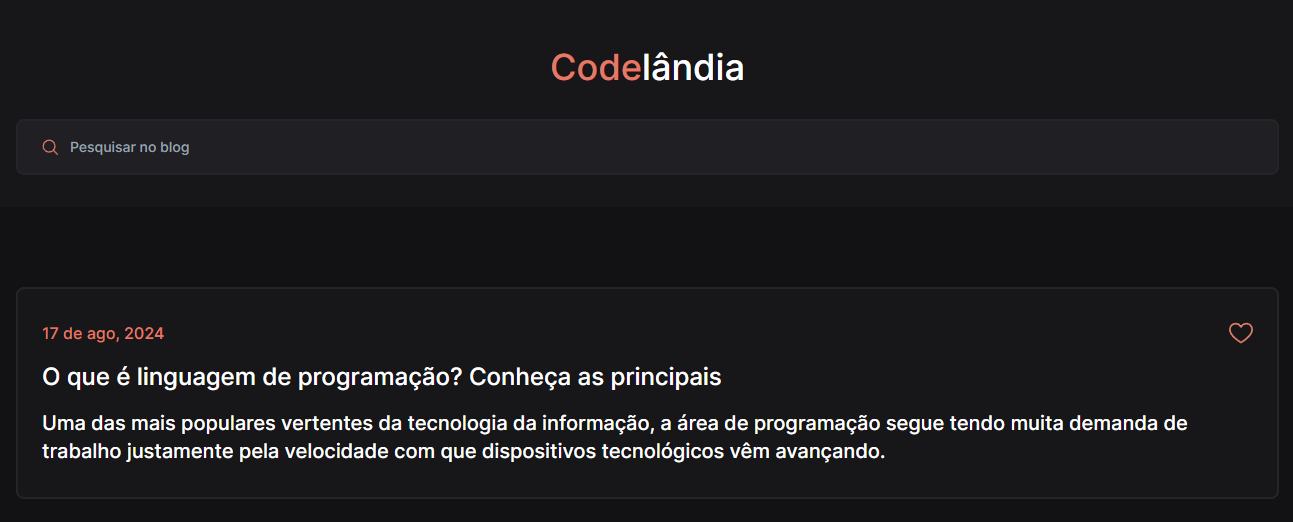 Codelândia
Pesquisar no blog
17 de ago, 2024
O que é linguagem de programação? Conheça as principais
Uma das mais populares vertentes da tecnologia da informação, a área de programação segue tendo muita demanda de
trabalho justamente pela velocidade com que dispositivos tecnológicos vêm avançando.